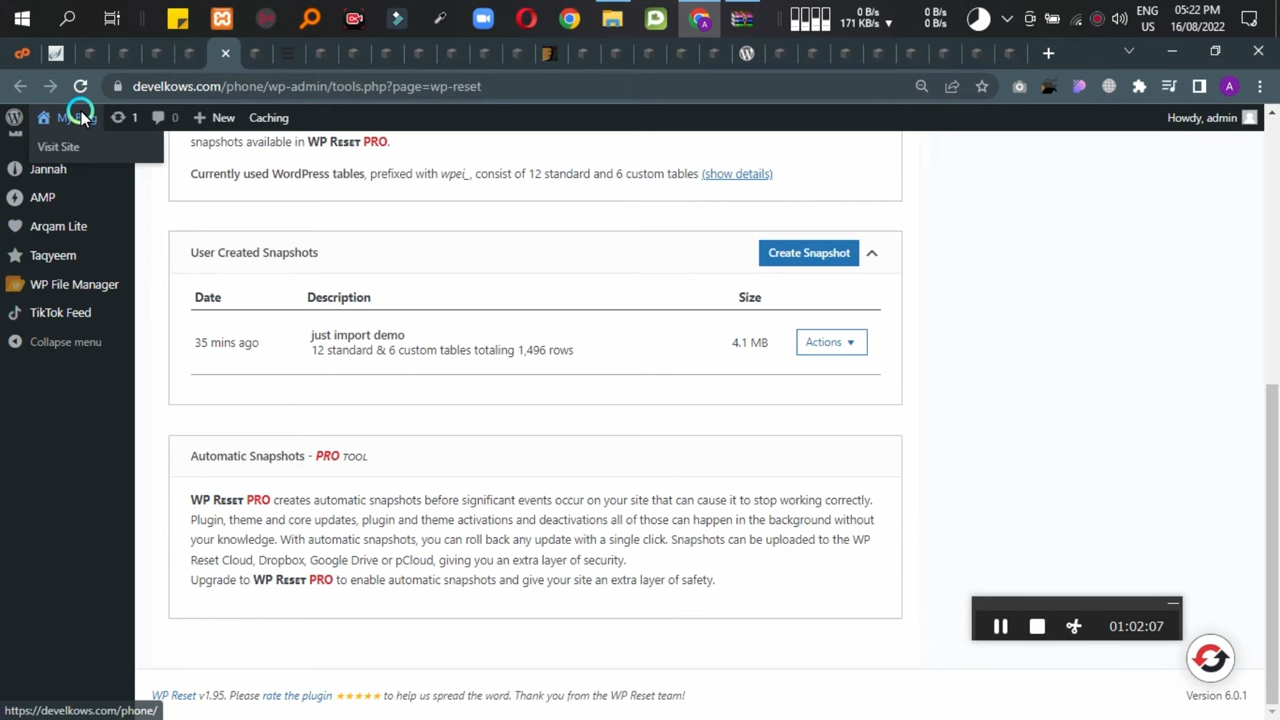 0 B/s
171 KB/s
0 B/s
0 B/s
ENG
US
05:22 PM
16/08/2022
develkows.com/phone/wp-admin/tools.php?page=wp-reset
A
1
0
New
Caching
Howdy, admin
Visit Site
Jannah
AMP
Arqam Lite
Taqyeem
WP File Manager
TikTok Feed
Collapse menu
snapshots available in WP RESET PRO.
Currently used WordPress tables, prefixed with wpei_, consist of 12 standard and 6 custom tables (show details)
User Created Snapshots
Create Snapshot
Date Description Size
35 mins ago
just import demo
12 standard & 6 custom tables totaling 1,496 rows
4.1 MB
Actions
Automatic Snapshots - PRO TOOL
WP RESET PRO creates automatic snapshots before significant events occur on your site that can cause it to stop working correctly.
Plugin, theme and core updates, plugin and theme activations and deactivations all of those can happen in the background without
your knowledge. With automatic snapshots, you can roll back any update with a single click. Snapshots can be uploaded to the WP
Reset Cloud, Dropbox, Google Drive or pCloud, giving you an extra layer of security.
Upgrade to WP RESET PRO to enable automatic snapshots and give your site an extra layer of safety.
01:02:07
WP Reset v1.95. Please rate the plugin ★★★★★ to help us spread the word. Thank you from the WP Reset team!
Version 6.0.1
https://develkows.com/phone/